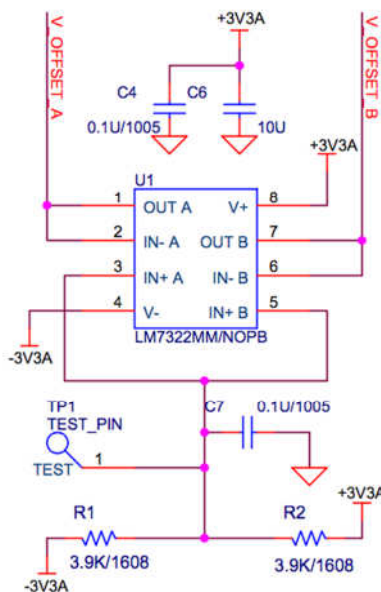 +3V3A
V_OFFSET_A
V_OFFSET_B
C4
C6
0.1U/1005
10U
+3V3A
U1
1
OUT A
V+
8
2
IN- A
OUT B
7
3
IN+ A
IN- B
6
4
V-
IN+ B
5
LM7322MM/NOPB
-3V3A
TP1
TEST_PIN
C7
0.1U/1005
TEST
1
+3V3A
R1
R2
3.9K/1608
3.9K/1608
-3V3A